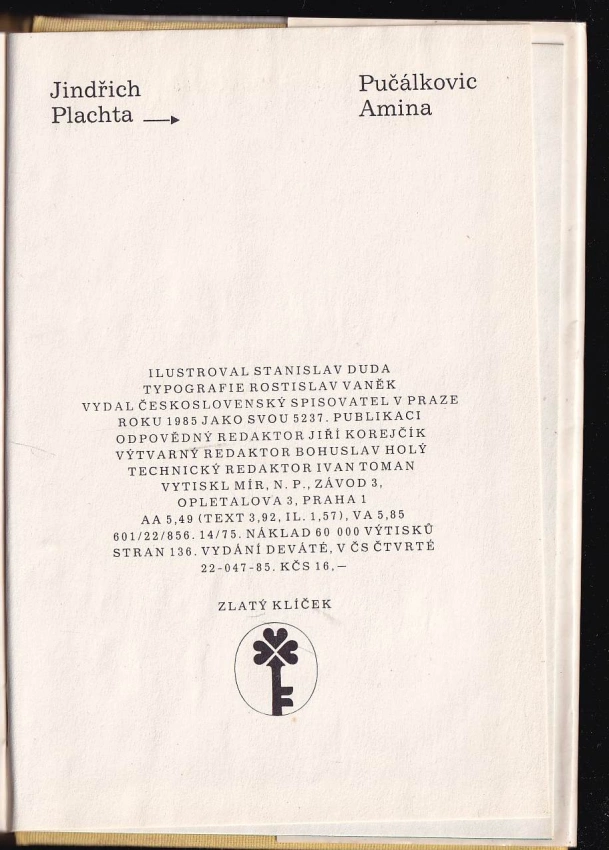 Jindřich
Plachta
Pučálkovic
Amina
ILUSTROVAL STANISLAV DUDA
TYPOGRAFIE ROSTISLAV VANĚK
VYDAL ČESKOSLOVENSKÝ SPISOVATEL V PRAZE
ROKU 1985 JAKO SVOU 5237. PUBLIKACI
ODPOVĚDNÝ REDAKTOR JIŘÍ KOREJČÍK
VÝTVARNÝ REDAKTOR BOHUSLAV HOLÝ
TECHNICKÝ REDAKTOR IVAN TOMAN
VYTISKL MÍR, N. P., ZÁVOD 3,
OPLETALOVA 3, PRAHA 1
AA 5,49 (TEXT 3,92, IL. 1,57), VA 5,85
601/22/856. 14/75. NÁKLAD 60 000 VÝTISKŮ
STRAN 136. VYDÁNÍ DEVÁTÉ, V ČS ČTVRTÉ
22-047-85. KČS 16,—
ZLATÝ KLÍČEK